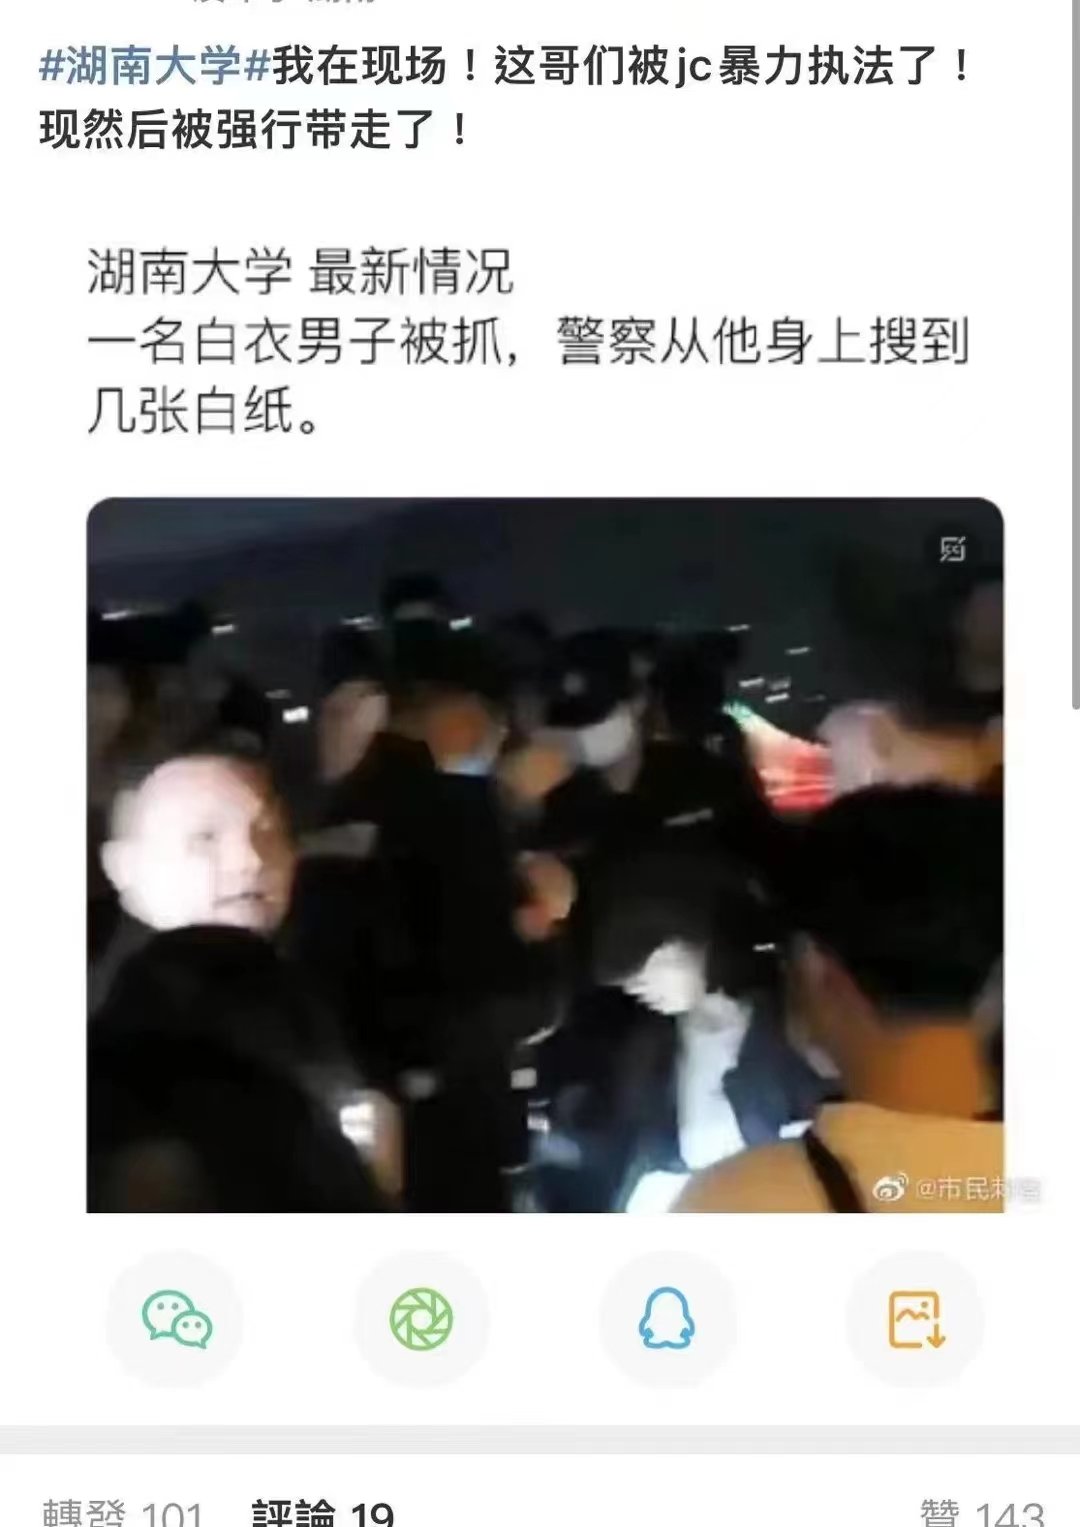 #湖南大学#我在现场！这哥们被jc暴力执法了！
现然后被强行带走了！
湖南大学 最新情况
一名白衣男子被抓，警察从他身上搜到
几张白纸。
@市民
轉發 101 評論 19 贊 143